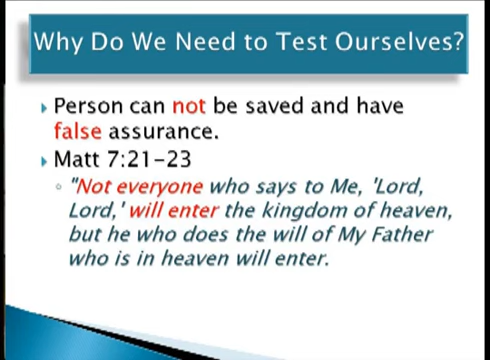 Why Do We Need to Test Ourselves?
Person can not be saved and have
false assurance.
Matt 7:21-23
"Not everyone who says to Me, 'Lord,
Lord,' will enter the kingdom of heaven,
but he who does the will of My Father
who is in heaven will enter.